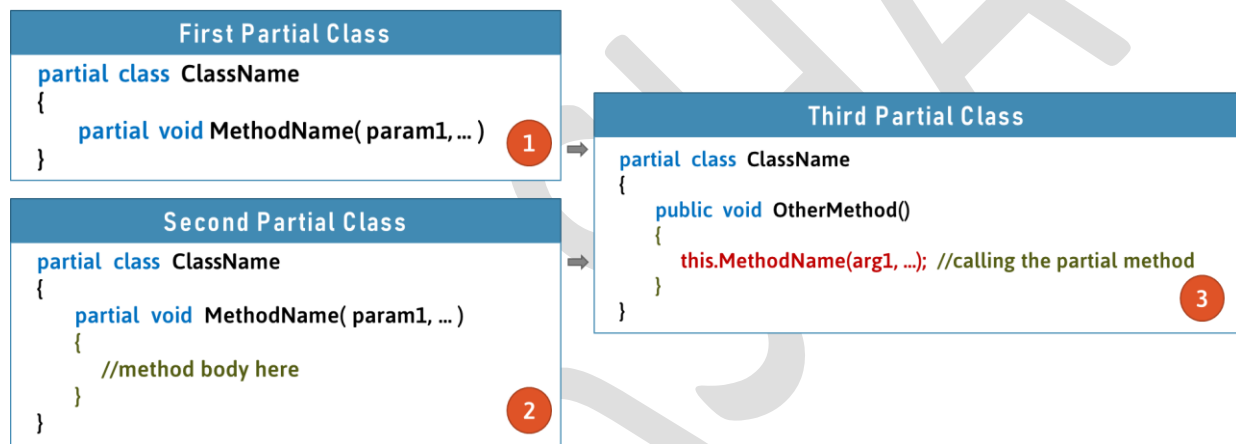 First Partial Class
partial class ClassName
{
partial void MethodName( param1, ... )
}
1
Second Partial Class
partial class ClassName
{
partial void MethodName( param1, ... )
{
//method body here
}
}
2
Third Partial Class
partial class ClassName
{
public void OtherMethod()
{
this.MethodName(arg1, ...); //calling the partial method
}
}
3